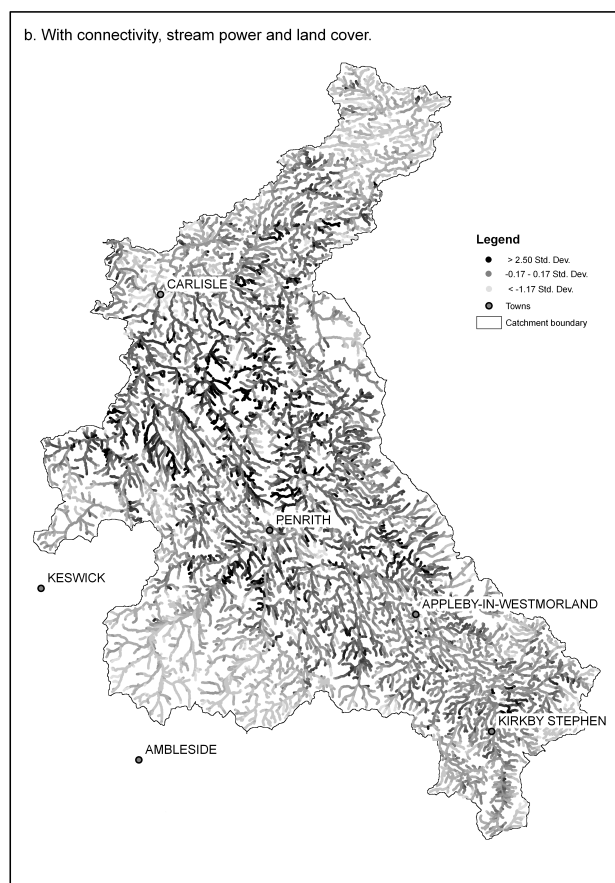 b. With connectivity, stream power and land cover.
Legend
> 2.50 Std. Dev.
-0.17 - 0.17 Std. Dev.
< -1.17 Std. Dev.
Towns
Catchment boundary
CARLISLE
PENRITH
KESWICK
APPLEBY-IN-WESTMORLAND
KIRKBY STEPHEN
AMBLESIDE